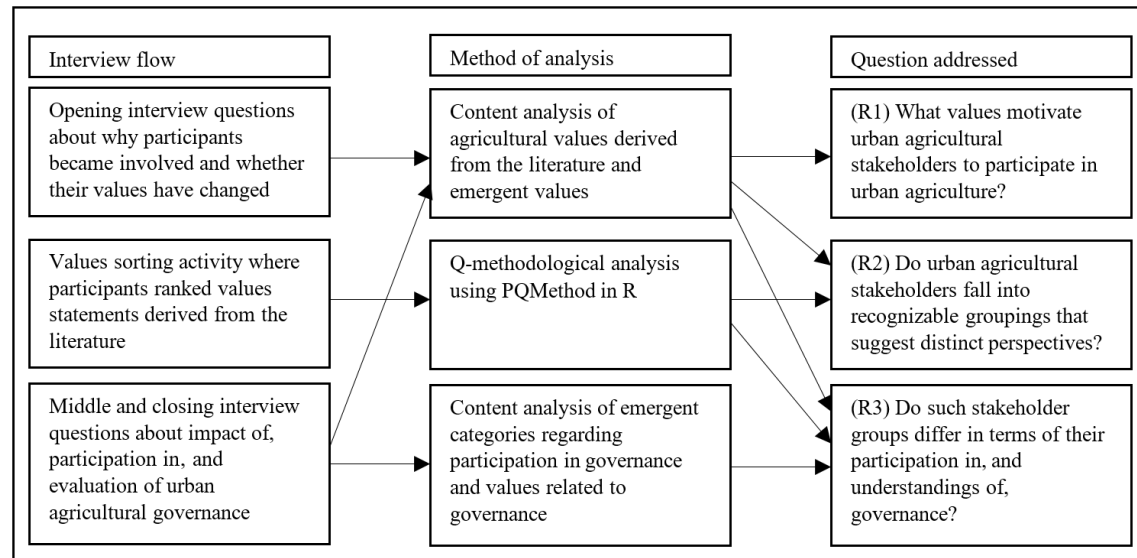 Interview flow
Method of analysis
Question addressed
Opening interview questions
about why participants
became involved and whether
their values have changed
Content analysis of
agricultural values derived
from the literature and
emergent values
(R1) What values motivate
urban agricultural
stakeholders to participate in
urban agriculture?
Values sorting activity where
participants ranked values
statements derived from the
literature
Q-methodological analysis
using PQMethod in R
(R2) Do urban agricultural
stakeholders fall into
recognizable groupings that
suggest distinct perspectives?
Middle and closing interview
questions about impact of,
participation in, and
evaluation of urban
agricultural governance
Content analysis of emergent
categories regarding
participation in governance
and values related to
governance
(R3) Do such stakeholder
groups differ in terms of their
participation in, and
understandings of,
governance?